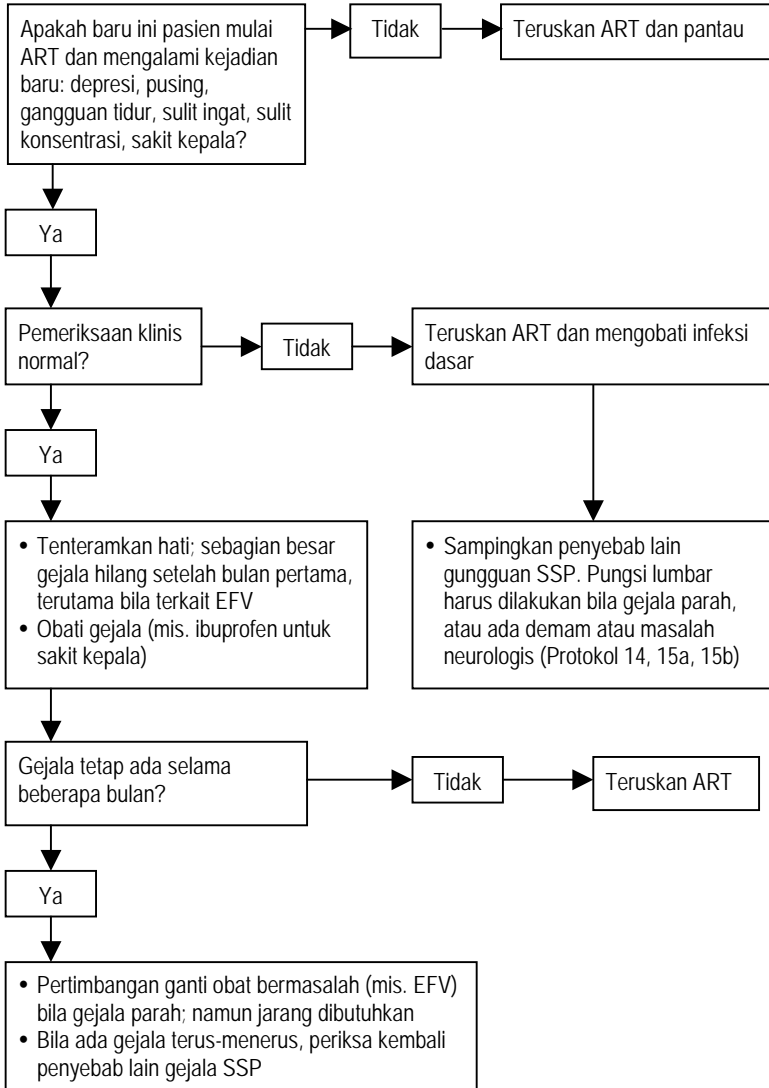 Apakah baru ini pasien mulai
ART dan mengalami kejadian
baru: depresi, pusing,
gangguan tidur, sulit ingat, sulit
konsentrasi, sakit kepala?
Tidak
Teruskan ART dan pantau
Ya
Pemeriksaan klinis
normal?
Tidak
Teruskan ART dan mengobati infeksi
dasar
Ya
• Tenteramkan hati; sebagian besar
gejala hilang setelah bulan pertama,
terutama bila terkait EFV
• Obati gejala (mis. ibuprofen untuk
sakit kepala)
• Sampingkan penyebab lain
gungguan SSP. Pungsi lumbar
harus dilakukan bila gejala parah,
atau ada demam atau masalah
neurologis (Protokol 14, 15a, 15b)
Gejala tetap ada selama
beberapa bulan?
Tidak
Teruskan ART
Ya
• Pertimbangan ganti obat bermasalah (mis. EFV)
bila gejala parah; namun jarang dibutuhkan
• Bila ada gejala terus-menerus, periksa kembali
penyebab lain gejala SSP